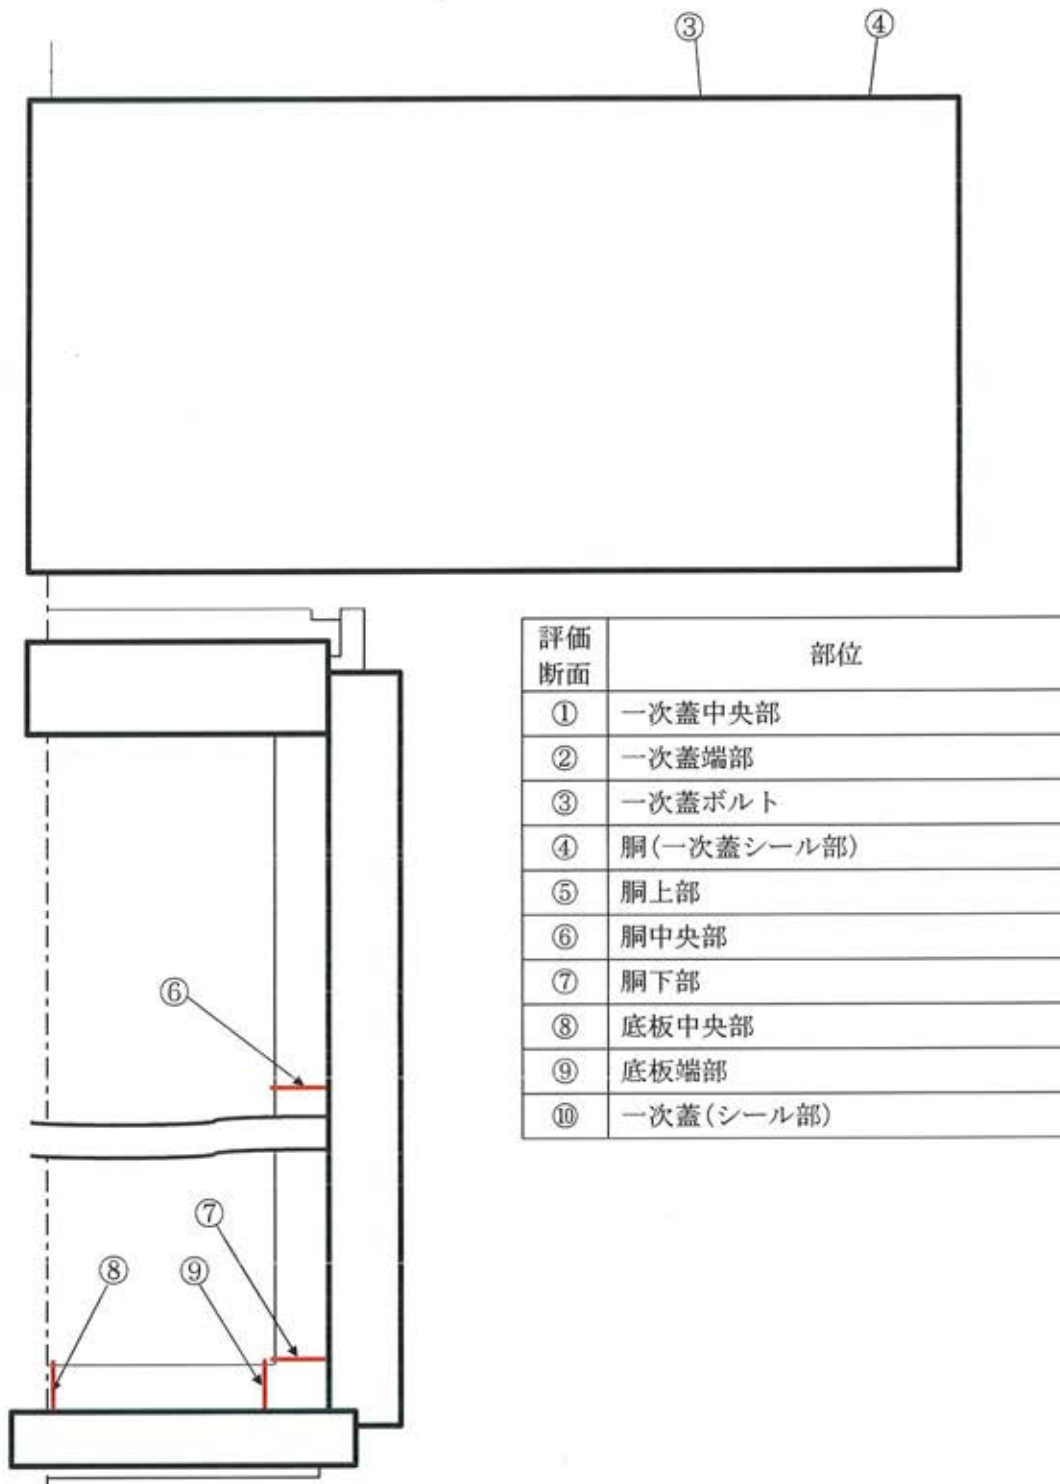 ③ ④
評価
断面
部位
① 一次蓋中央部
② 一次蓋端部
③ 一次蓋ボルト
④ 胴(一次蓋シール部)
⑤ 胴上部
⑥ 胴中央部
⑦ 胴下部
⑧ 底板中央部
⑨ 底板端部
⑩ 一次蓋(シール部)
⑥
⑦
⑧ ⑨